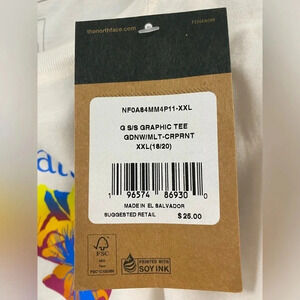 thenorthface.com
NF0A84MM4P11-XXL
G S/S GRAPHIC TEE
GDNW/MLT-CRPRNT
XXL(18/20)
1 96574 86930 0
MADE IN EL SALVADOR
SUGGESTED RETAIL $25.00
FSC
PRINTED WITH
SOY INK